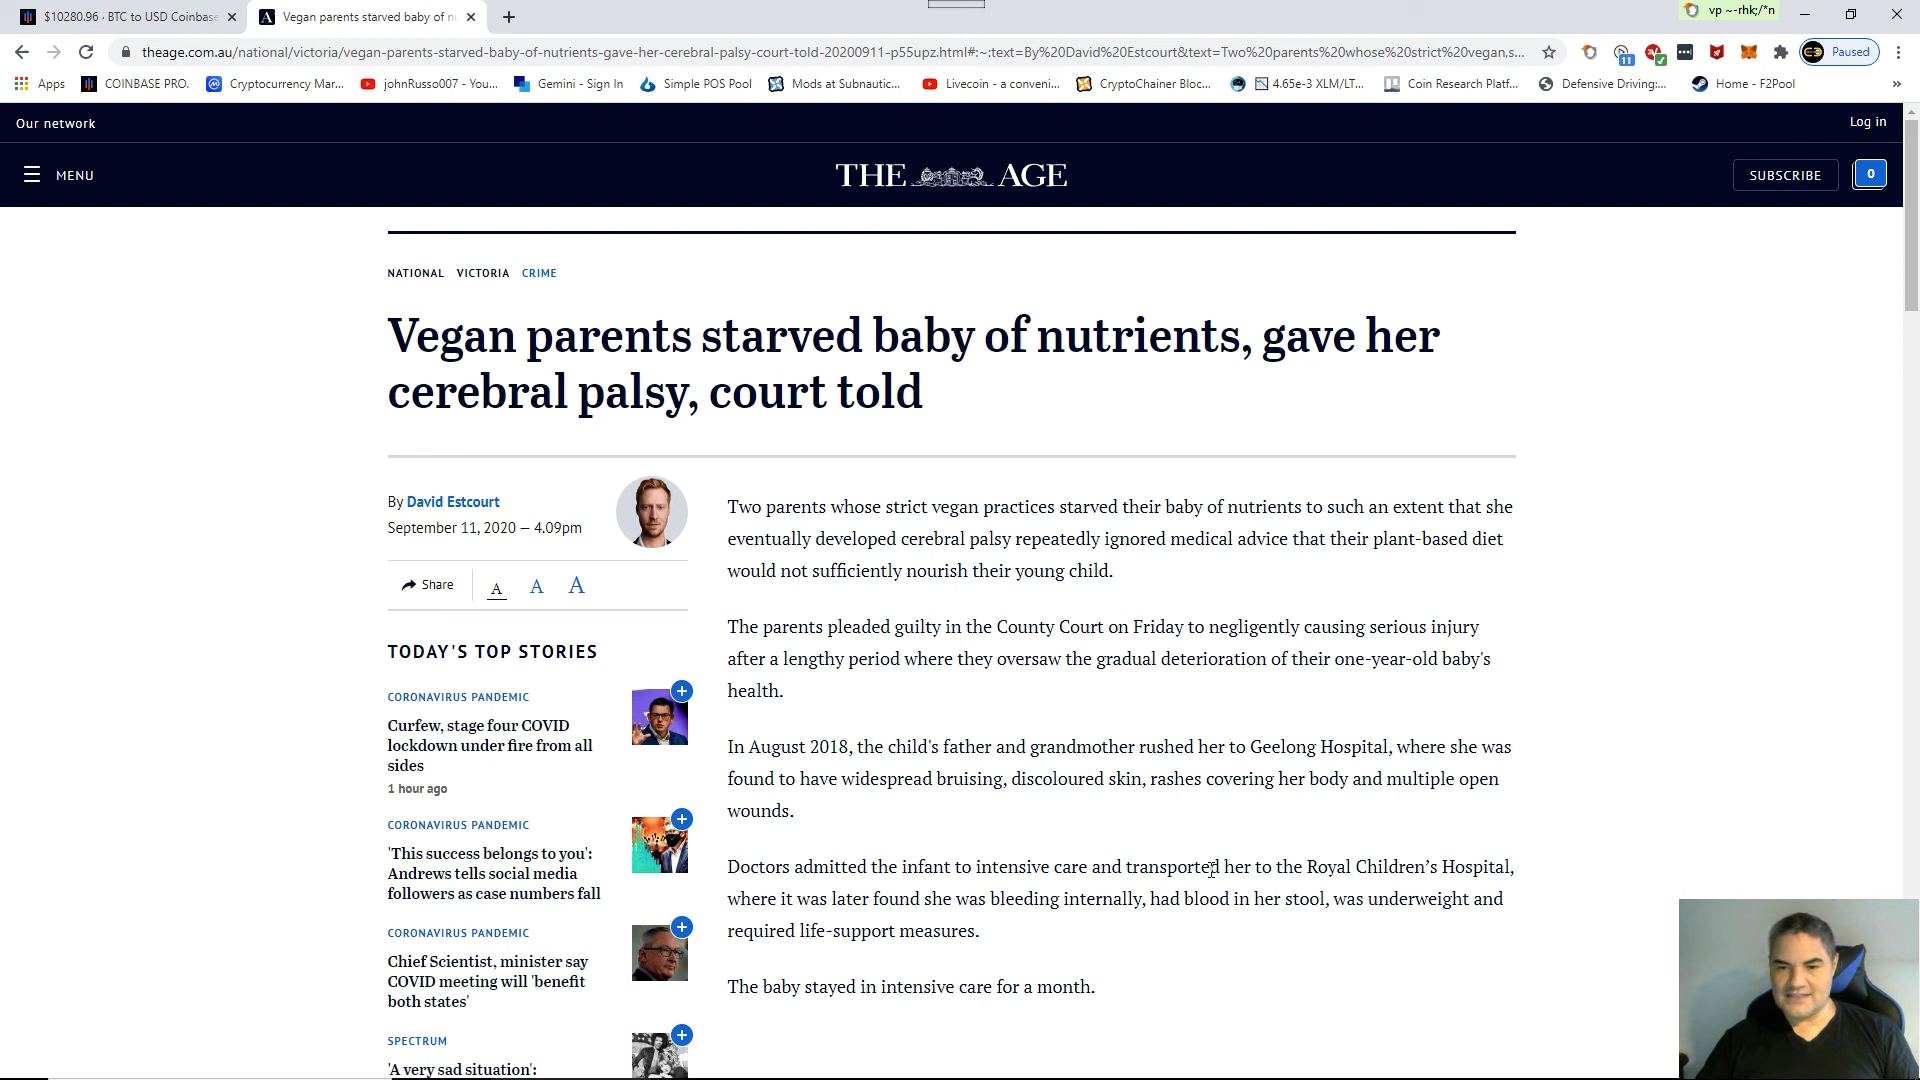 $10280.96 · BTC to USD Coinbase
Vegan parents starved baby of nu
vp ~-rhk;/*n
theage.com.au/national/victoria/vegan-parents-starved-baby-of-nutrients-gave-her-cerebral-palsy-court-told-20200911-p55upz.html#:~:text=By%20David%20Estcourt&text=Two%20parents%20whose%20strict%20vegan,s...
11
Paused
Apps
COINBASE PRO.
Cryptocurrency Mar...
johnRusso007 - You...
Gemini - Sign In
Simple POS Pool
Mods at Subnautic...
Livecoin - a conveni...
CryptoChainer Bloc...
4.65e-3 XLM/LT...
Coin Research Platf...
Defensive Driving:...
Home - F2Pool
»
Our network
Log in
MENU
THE AGE
SUBSCRIBE
0
NATIONAL VICTORIA CRIME
Vegan parents starved baby of nutrients, gave her
cerebral palsy, court told
By David Estcourt
September 11, 2020 — 4.09pm
Share
A A A
TODAY'S TOP STORIES
CORONAVIRUS PANDEMIC
Curfew, stage four COVID
lockdown under fire from all
sides
1 hour ago
CORONAVIRUS PANDEMIC
'This success belongs to you':
Andrews tells social media
followers as case numbers fall
CORONAVIRUS PANDEMIC
Chief Scientist, minister say
COVID meeting will 'benefit
both states'
SPECTRUM
'A very sad situation':
Two parents whose strict vegan practices starved their baby of nutrients to such an extent that she
eventually developed cerebral palsy repeatedly ignored medical advice that their plant-based diet
would not sufficiently nourish their young child.
The parents pleaded guilty in the County Court on Friday to negligently causing serious injury
after a lengthy period where they oversaw the gradual deterioration of their one-year-old baby's
health.
In August 2018, the child's father and grandmother rushed her to Geelong Hospital, where she was
found to have widespread bruising, discoloured skin, rashes covering her body and multiple open
wounds.
Doctors admitted the infant to intensive care and transported her to the Royal Children’s Hospital,
where it was later found she was bleeding internally, had blood in her stool, was underweight and
required life-support measures.
The baby stayed in intensive care for a month.